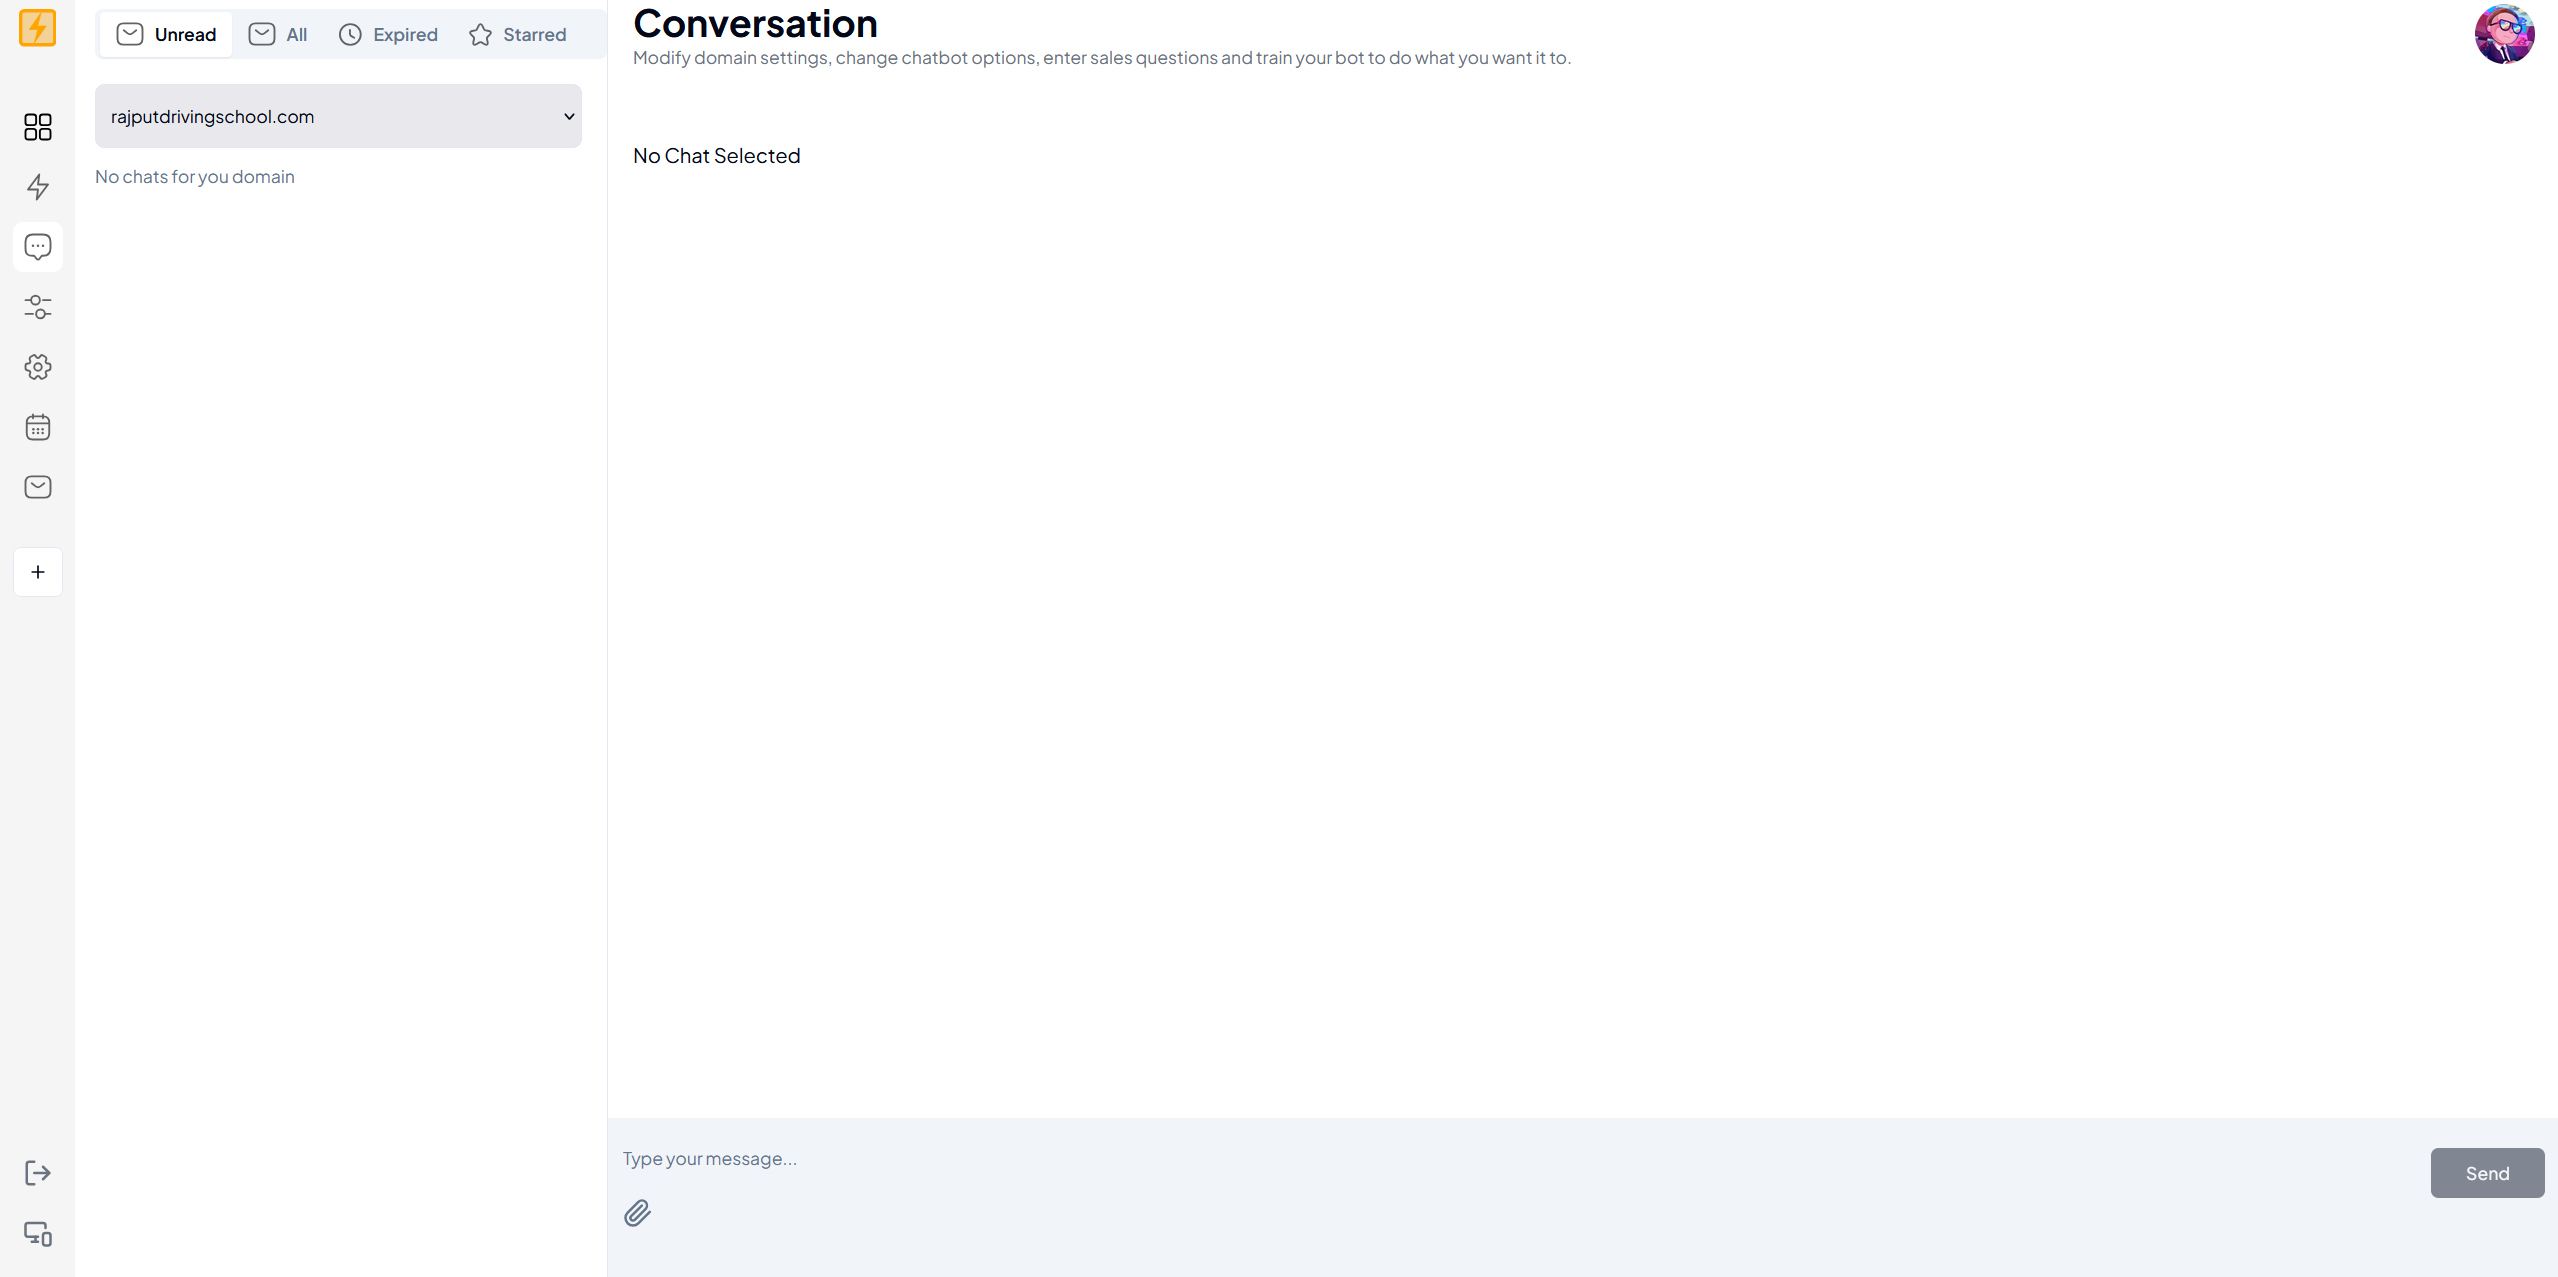 Unread All Expired Starred
rajputdrivingschool.com
No chats for you domain
Conversation
Modify domain settings, change chatbot options, enter sales questions and train your bot to do what you want it to.
No Chat Selected
Type your message...
Send